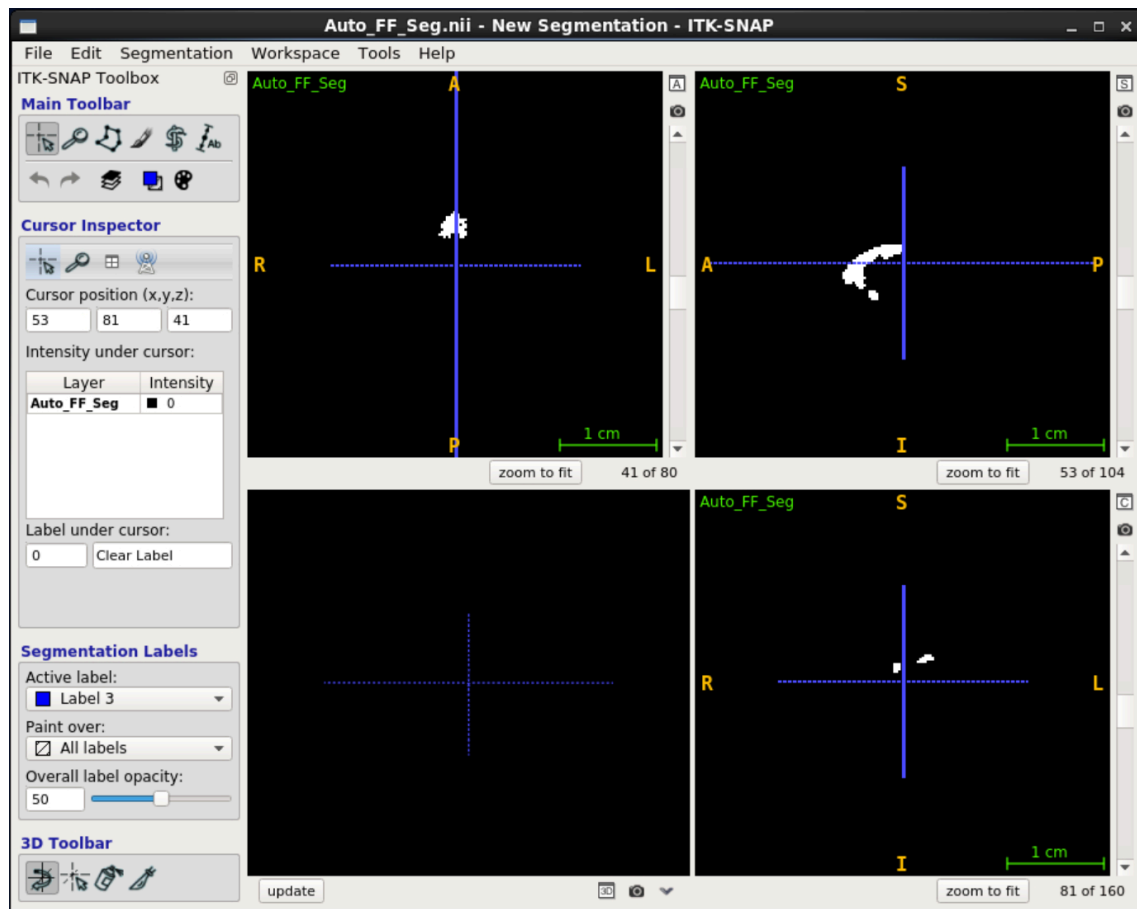 Auto_FF_Seg.nii - New Segmentation - ITK-SNAP
File Edit Segmentation Workspace Tools Help
ITK-SNAP Toolbox
Main Toolbar
Ab
Cursor Inspector
Cursor position (x,y,z):
53 81 41
Intensity under cursor:
Layer Intensity
Auto_FF_Seg 0
Label under cursor:
0 Clear Label
Segmentation Labels
Active label:
Label 3
Paint over:
All labels
Overall label opacity:
50
3D Toolbar
Auto_FF_Seg
A
A
R
L
P
1 cm
zoom to fit 41 of 80
Auto_FF_Seg
S
S
A
P
I
1 cm
zoom to fit 53 of 104
update
3D
Auto_FF_Seg
S
C
R
L
I
1 cm
zoom to fit 81 of 160